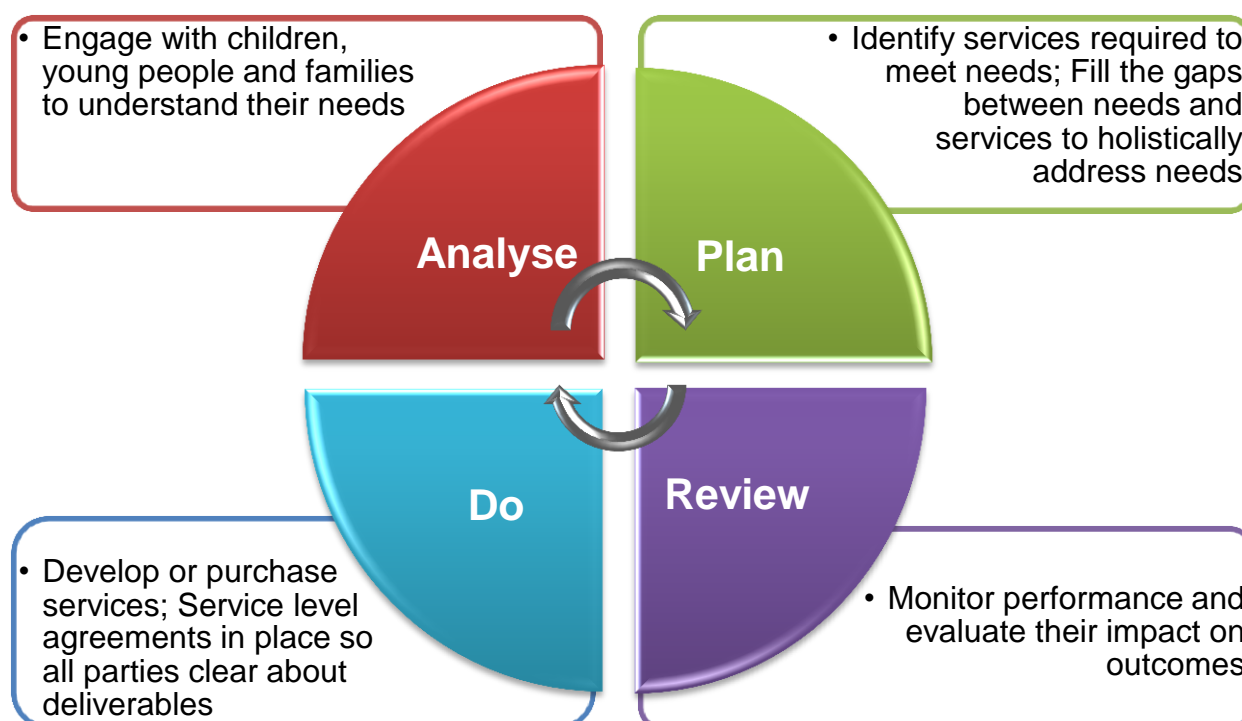 • Engage with children,
young people and families
to understand their needs
• Identify services required to
meet needs; Fill the gaps
between needs and
services to holistically
address needs
Analyse
Plan
Do
Review
• Develop or purchase
services; Service level
agreements in place so
all parties clear about
deliverables
• Monitor performance and
evaluate their impact on
outcomes